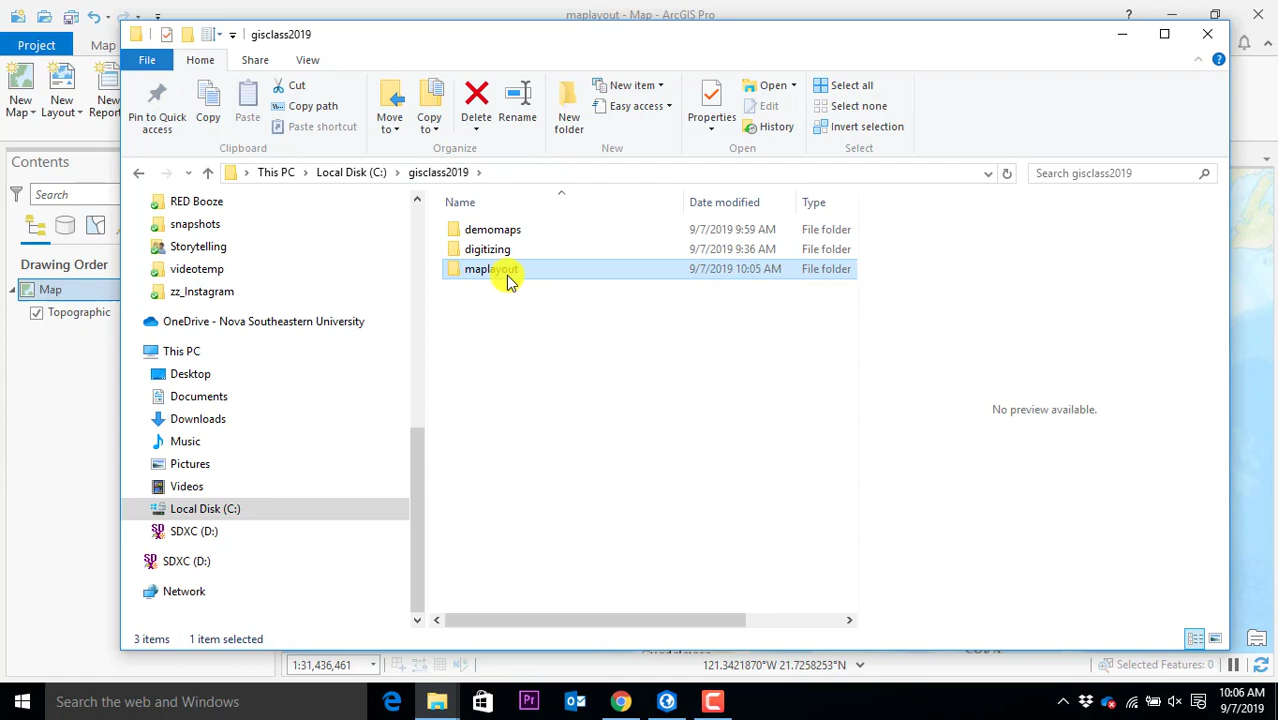 maplayout - Map - ArcGIS Pro
gisclass2019
Project
Map
File
Home
Share
View
New Map
New Layout
New Report
Pin to Quick access
Copy
Paste
Cut
Copy path
Paste shortcut
Clipboard
Move to
Copy to
Delete
Rename
Organize
New folder
New item
Easy access
New
Properties
Open
Edit
History
Open
Select all
Select none
Invert selection
Select
Contents
Search
Drawing Order
Map
Topographic
This PC
Local Disk (C:)
gisclass2019
Search gisclass2019
RED Booze
snapshots
Storytelling
videotemp
zz_Instagram
OneDrive - Nova Southeastern University
This PC
Desktop
Documents
Downloads
Music
Pictures
Videos
Local Disk (C:)
SDXC (D:)
SDXC (D:)
Network
Name
Date modified
Type
demomaps 9/7/2019 9:59 AM File folder
digitizing 9/7/2019 9:36 AM File folder
maplayout 9/7/2019 10:05 AM File folder
No preview available.
3 items
1 item selected
1:31,436,461
121.3421870°W 21.7258253°N
Selected Features: 0
Search the web and Windows
10:06 AM
9/7/2019